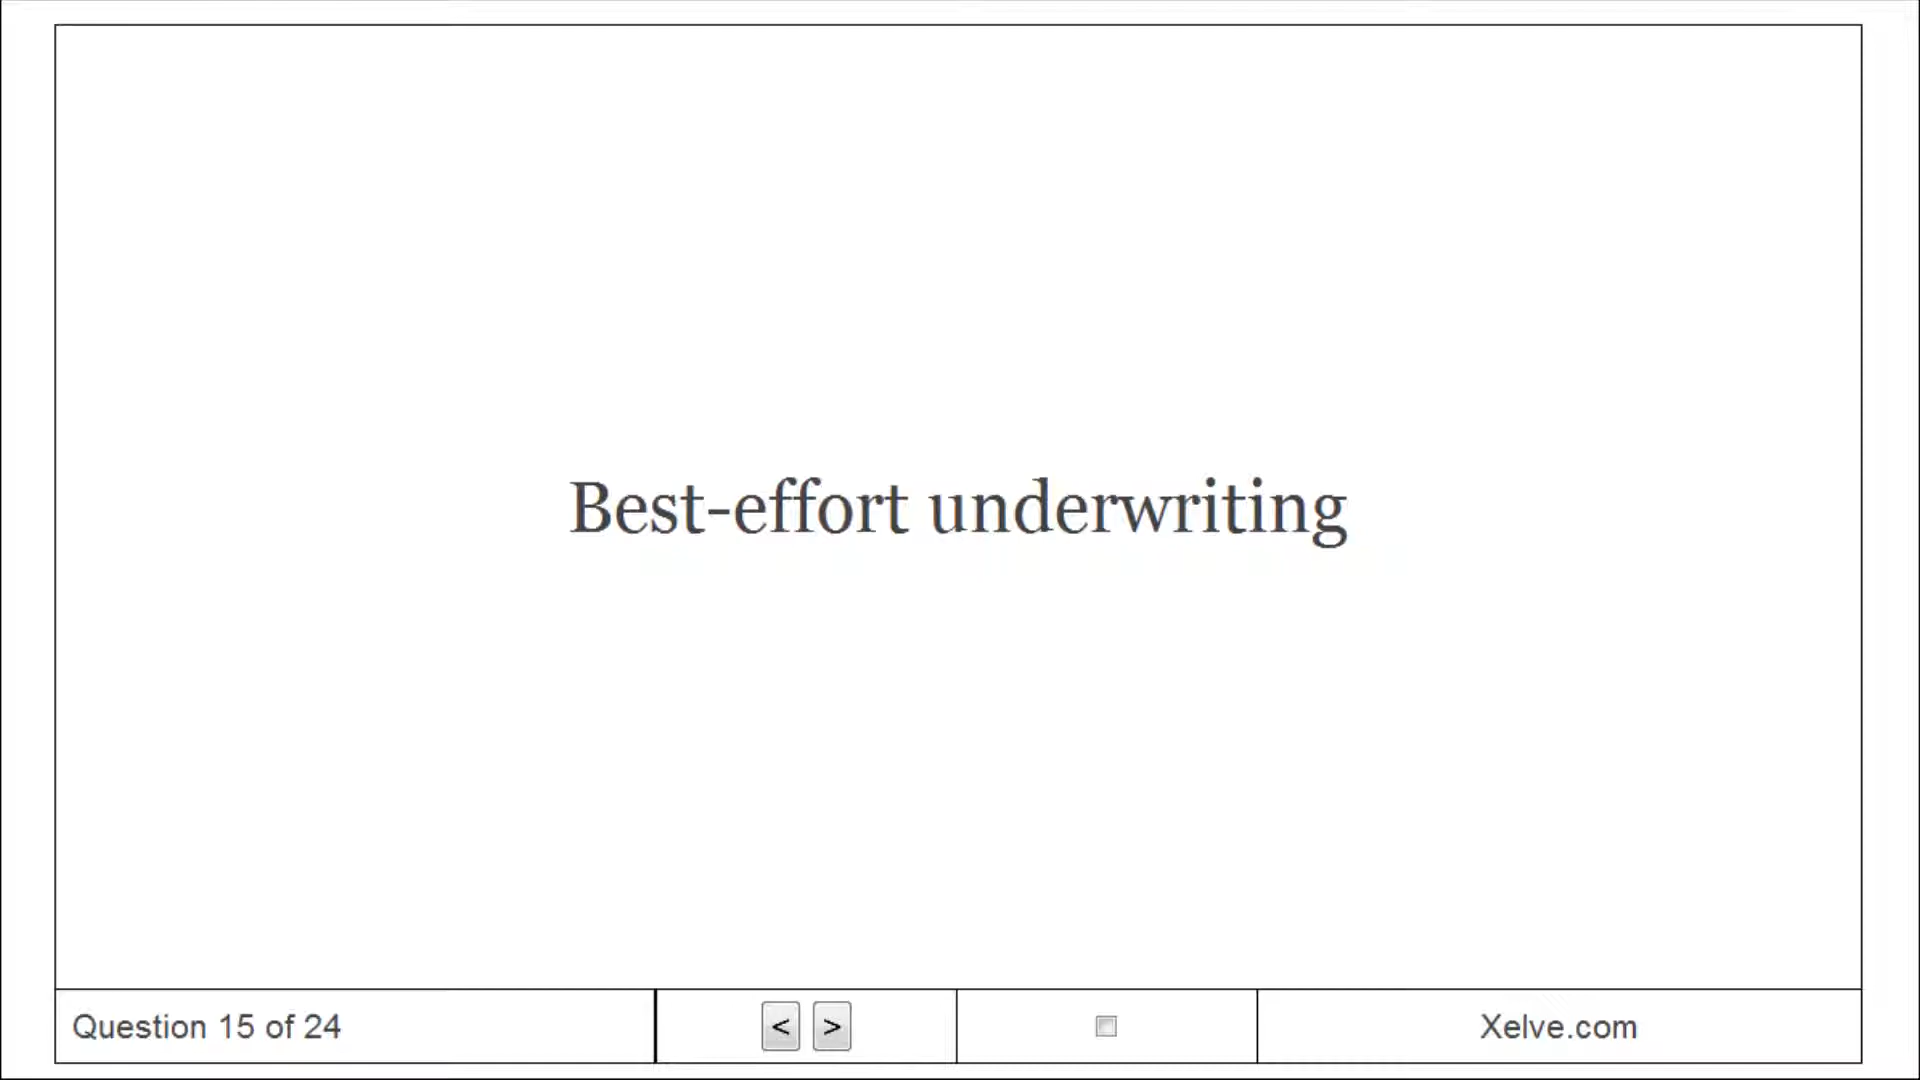 Best-effort underwriting
Question 15 of 24
< >
Xelve.com